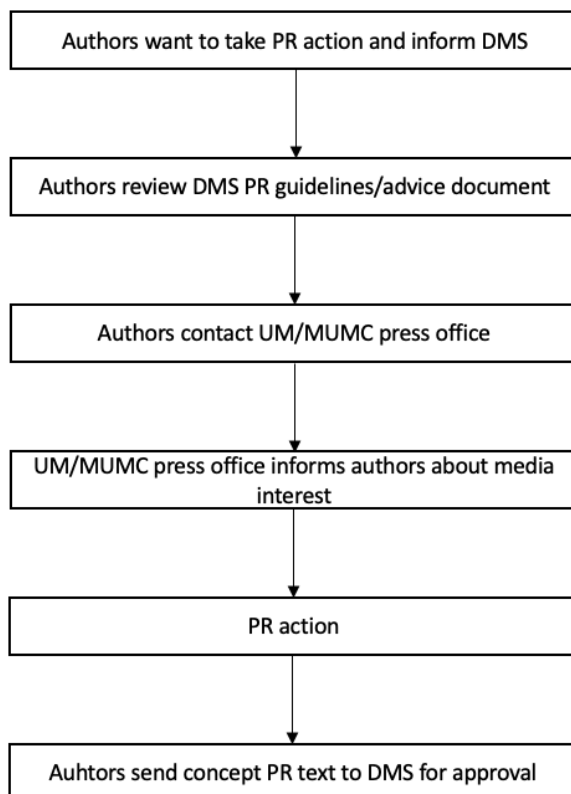 Authors want to take PR action and inform DMS
Authors review DMS PR guidelines/advice document
Authors contact UM/MUMC press office
UM/MUMC press office informs authors about media
interest
PR action
Auhtors send concept PR text to DMS for approval